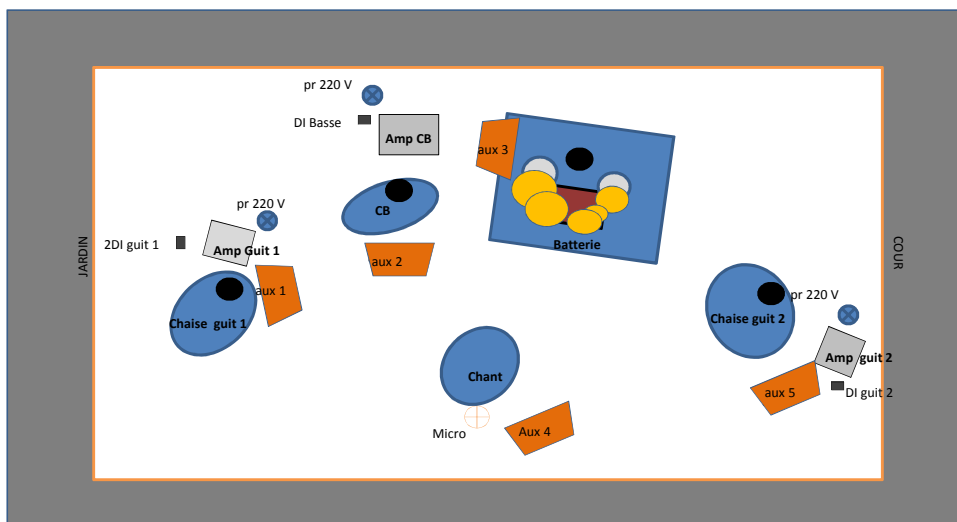 pr 220 V
DI Basse
Amp CB
aux 3
pr 220 V
CB
Batterie
2DI guit 1
Amp Guit 1
JARDIN
COUR
aux 2
aux 1
pr 220 V
Chaise guit 1
Chaise guit 2
Amp guit 2
Chant
aux 5
DI guit 2
Micro
Aux 4